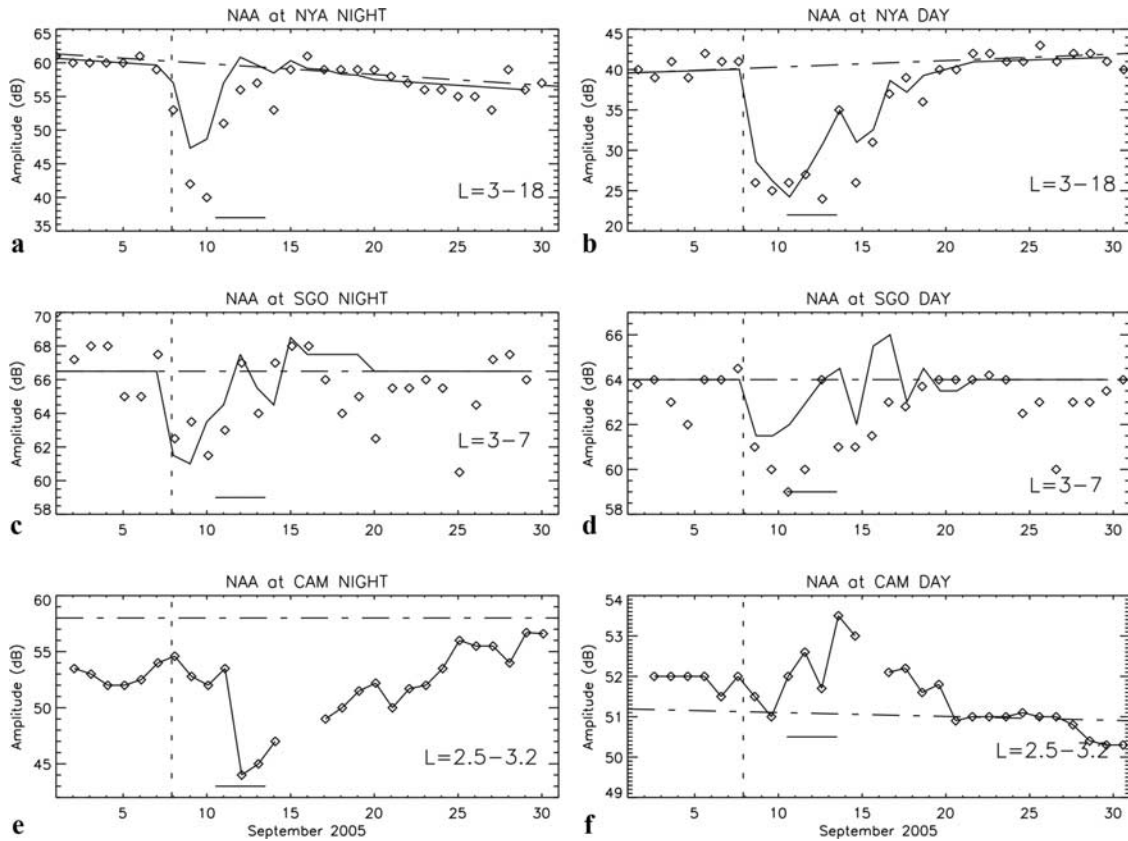 NAA at NYA NIGHT
65
60
55
50
45
40
35
Amplitude (dB)
5 10 15 20 25 30
L=3-18
a
NAA at NYA DAY
45
40
35
30
25
20
Amplitude (dB)
5 10 15 20 25 30
L=3-18
b
NAA at SGO NIGHT
70
68
66
64
62
60
58
Amplitude (dB)
5 10 15 20 25 30
L=3-7
c
NAA at SGO DAY
66
64
62
60
58
Amplitude (dB)
5 10 15 20 25 30
L=3-7
d
NAA at CAM NIGHT
60
55
50
45
Amplitude (dB)
5 10 15 20 25 30
L=2.5-3.2
e
September 2005
NAA at CAM DAY
54
53
52
51
50
49
Amplitude (dB)
5 10 15 20 25 30
L=2.5-3.2
f
September 2005